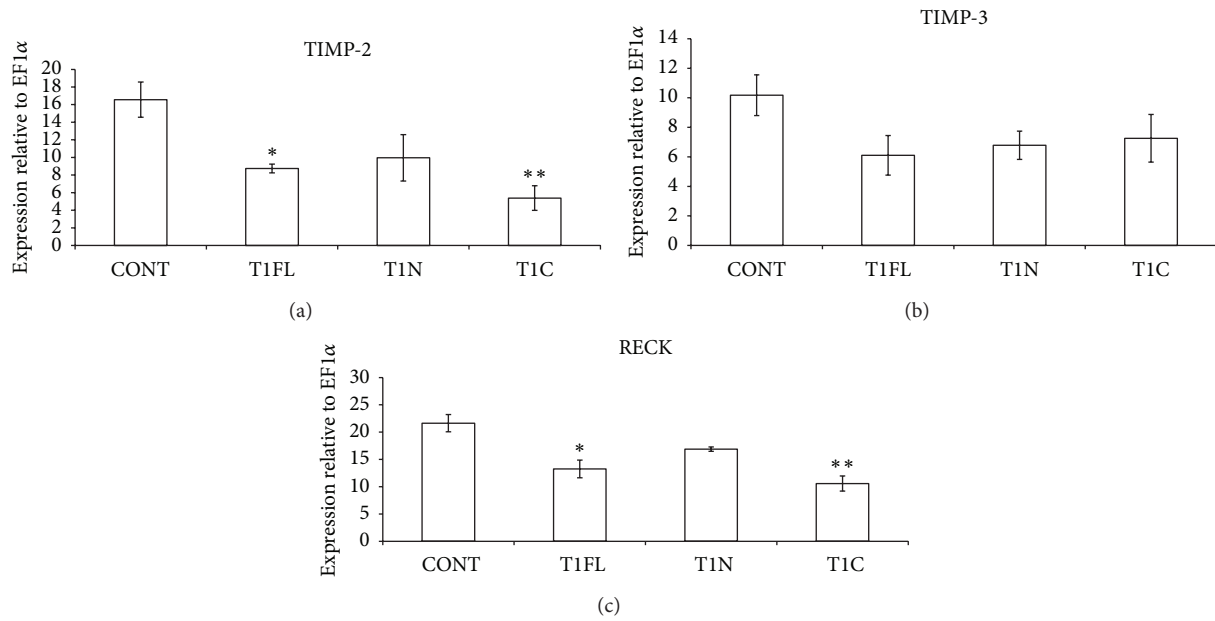 TIMP-2
Expression relative to EF1α
20
18
16
14
12
10
8
6
4
2
0
*
**
CONT T1FL T1N T1C
(a)
TIMP-3
Expression relative to EF1α
14
12
10
8
6
4
2
0
CONT T1FL T1N T1C
(b)
RECK
Expression relative to EF1α
30
25
20
15
10
5
0
*
**
CONT T1FL T1N T1C
(c)